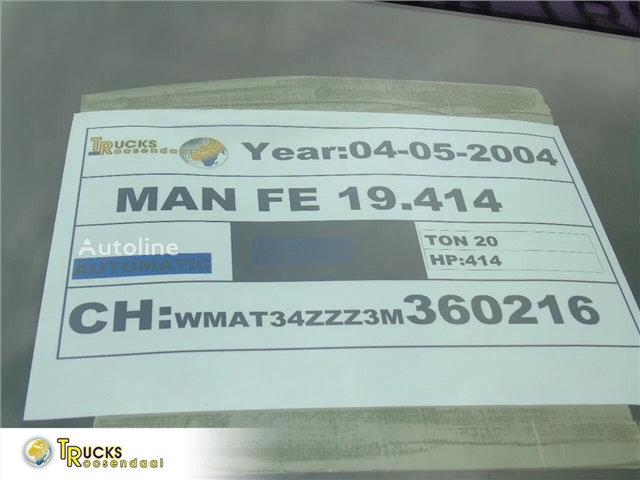 TRUCKS
Roosendaal
Year:04-05-2004
MAN FE 19.414
Autoline
AUTOMATIC
TON 20
HP:414
CH:WMAT34ZZZ3M360216
TRUCKS
Roosendaal